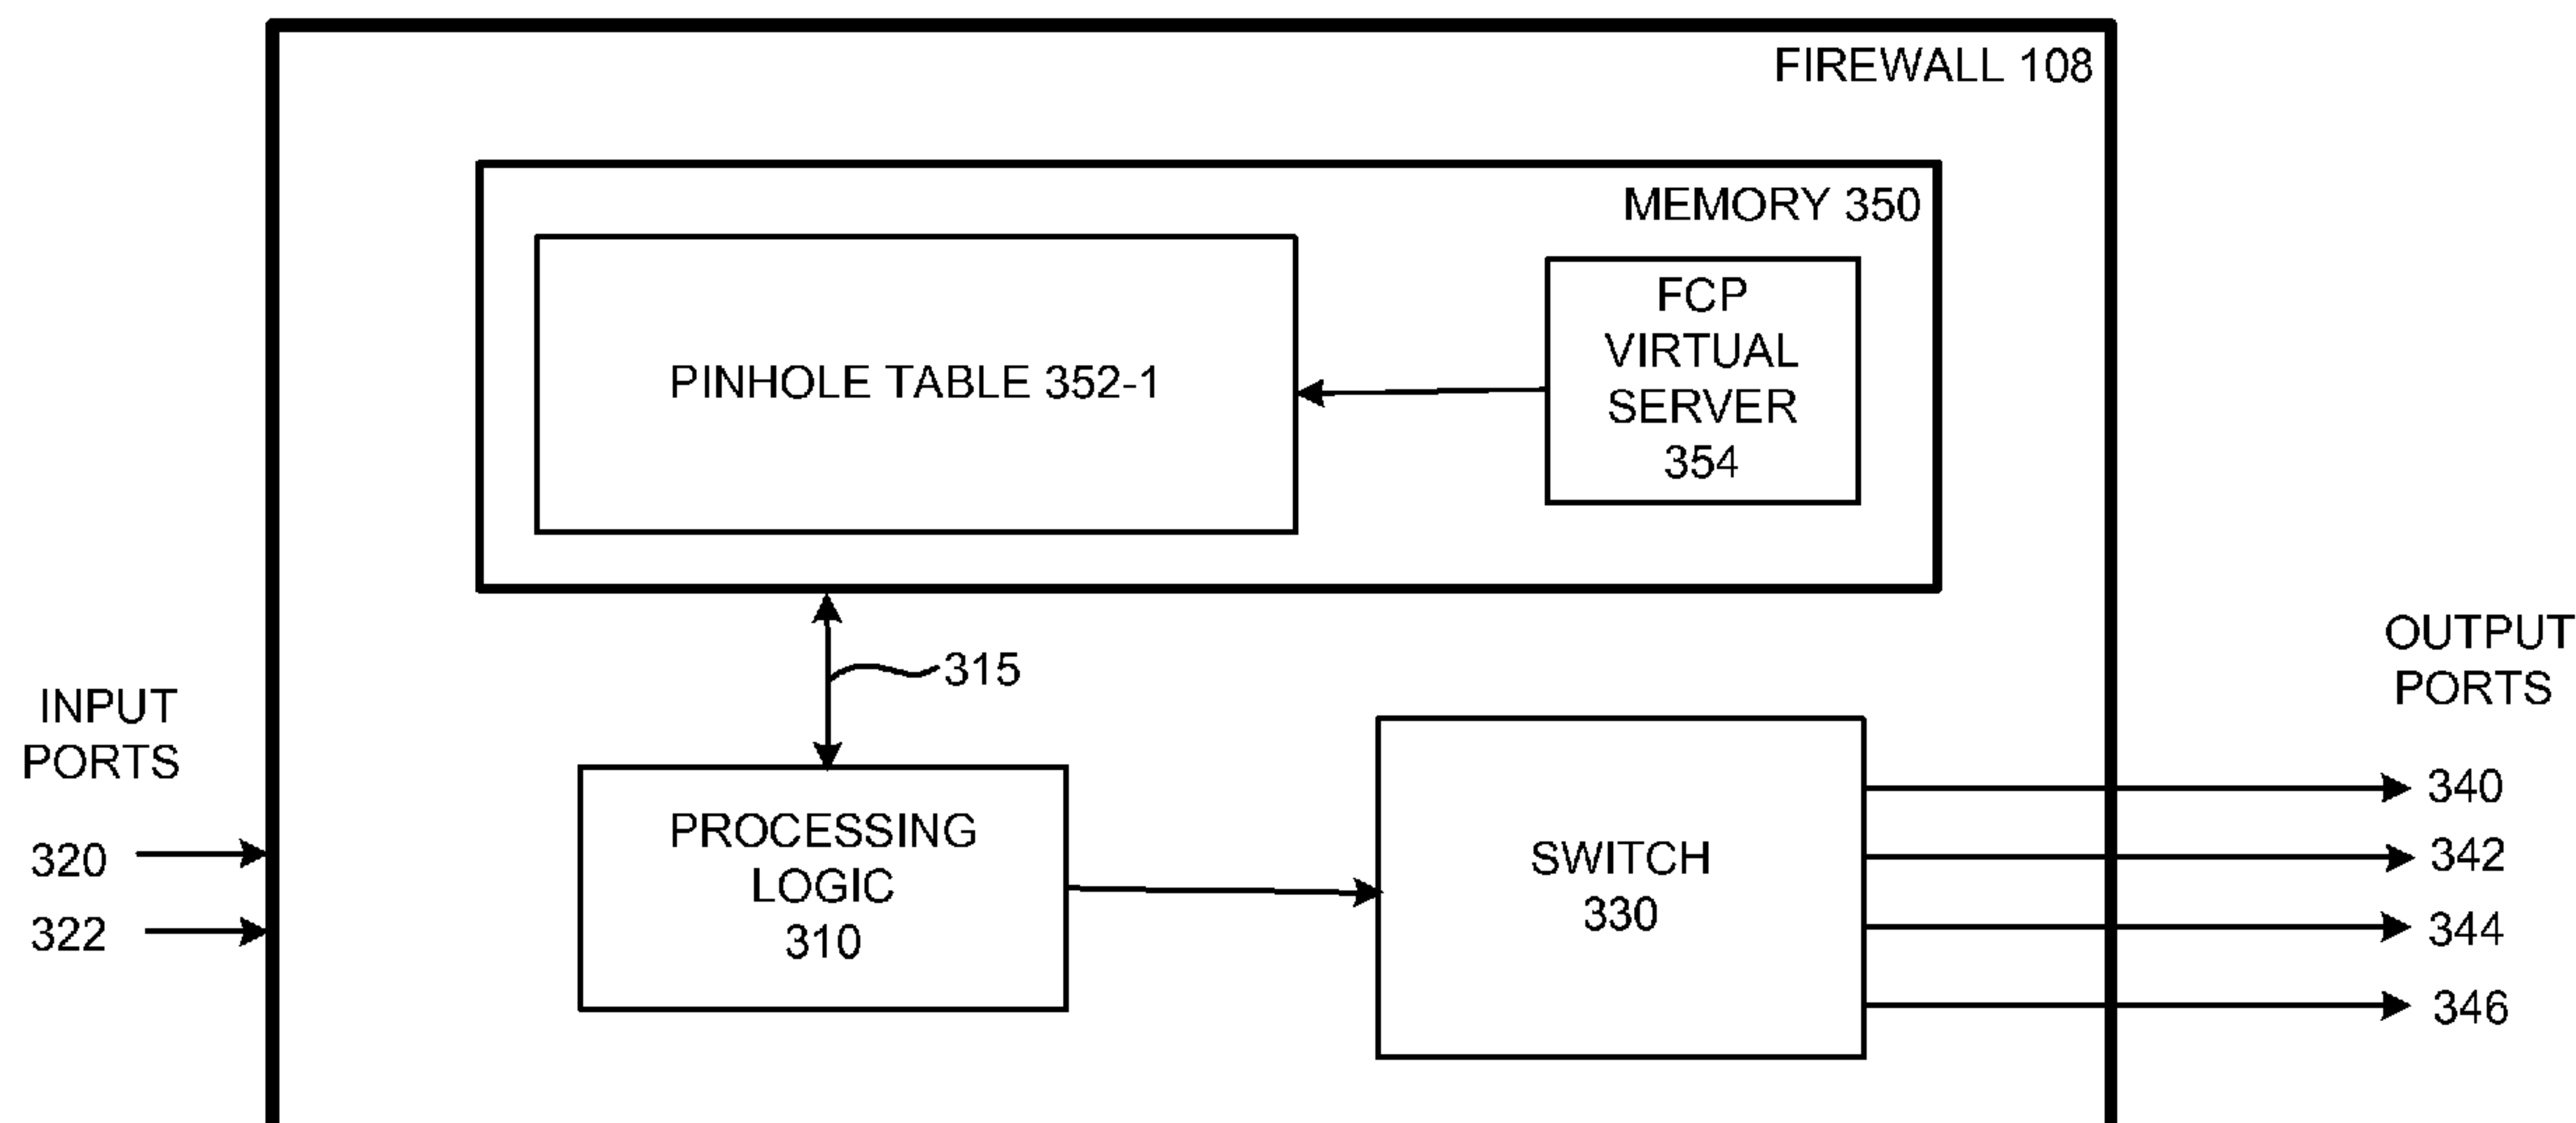 FIREWALL 108
MEMORY 350
PINHOLE TABLE 352-1
FCP
VIRTUAL
SERVER
354
315
INPUT
PORTS
320
322
PROCESSING
LOGIC
310
SWITCH
330
OUTPUT
PORTS
340
342
344
346